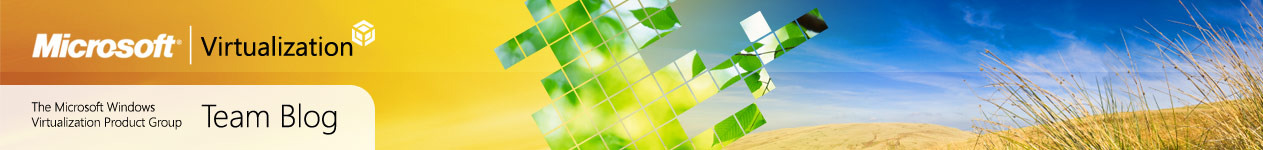 Microsoft® Virtualization
The Microsoft Windows
Virtualization Product Group
Team Blog